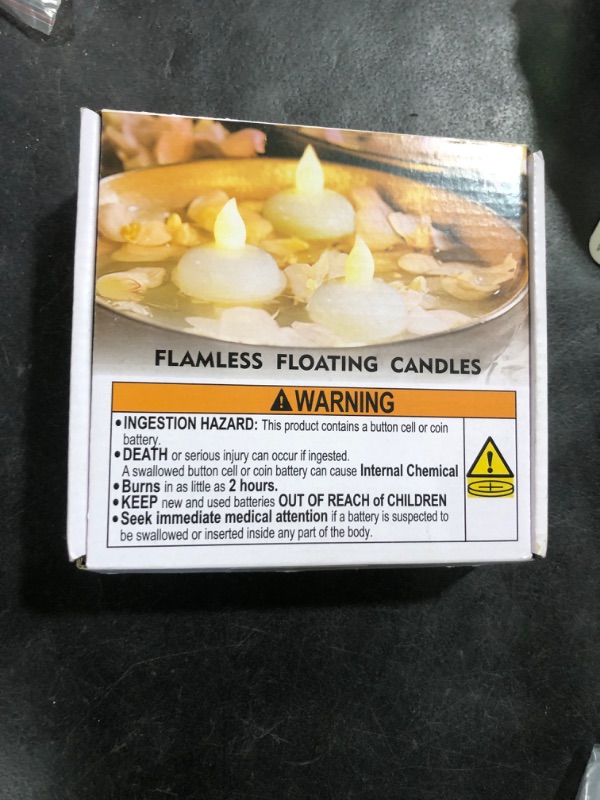 FLAMLESS FLOATING CANDLES
WARNING
• INGESTION HAZARD: This product contains a button cell or coin
battery.
• DEATH or serious injury can occur if ingested.
A swallowed button cell or coin battery can cause Internal Chemical
• Burns in as little as 2 hours.
• KEEP new and used batteries OUT OF REACH of CHILDREN
• Seek immediate medical attention if a battery is suspected to
be swallowed or inserted inside any part of the body.